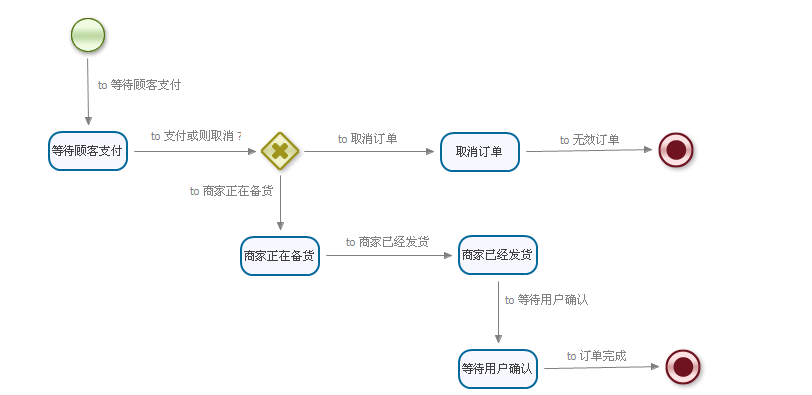 to 等待顾客支付
等待顾客支付
to 支付或则取消？
to 取消订单
取消订单
to 无效订单
to 商家正在备货
商家正在备货
to 商家已经发货
商家已经发货
to 等待用户确认
等待用户确认
to 订单完成